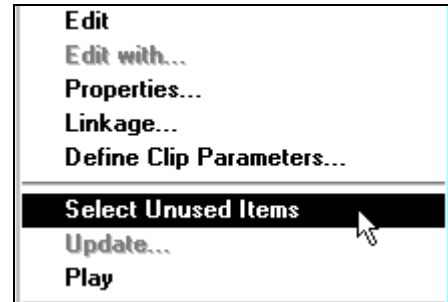 Edit
Edit with...
Properties...
Linkage...
Define Clip Parameters...
Select Unused Items
Update...
Play